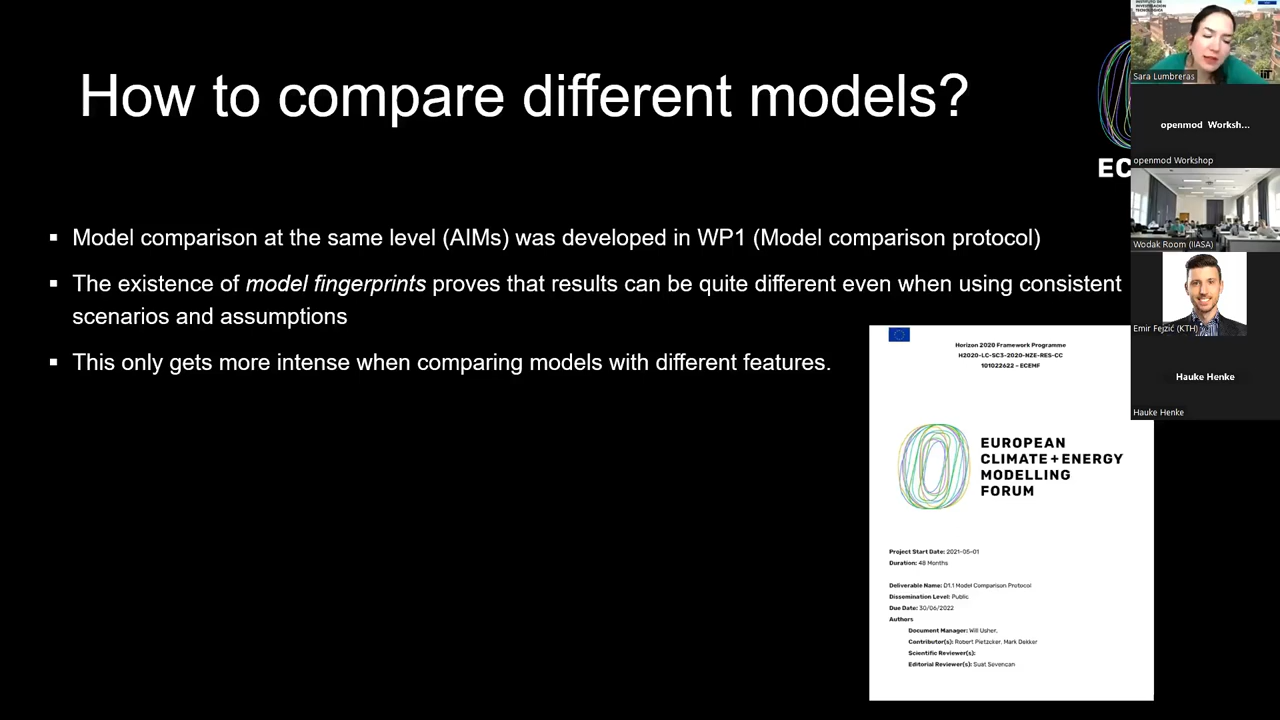 How to compare different models?
▪ Model comparison at the same level (AIMs) was developed in WP1 (Model comparison protocol)
▪ The existence of model fingerprints proves that results can be quite different even when using consistent
scenarios and assumptions
▪ This only gets more intense when comparing models with different features.
EC
Horizon 2020 Framework Programme
H2020-LC-SC3-2020-NZE-RES-CC
101022622 - ECEMF
EUROPEAN
CLIMATE + ENERGY
MODELLING
FORUM
Project Start Date: 2021-05-01
Duration: 48 Months
Deliverable Name: D1.1 Model Comparison Protocol
Dissemination Level: Public
Due Date: 30/06/2022
Authors
Document Manager: Will Usher,
Contributor(s): Robert Pietzcker, Mark Dekker
Scientific Reviewer(s):
Editorial Reviewer(s): Suat Sevencan
INSTITUTO DE
INVESTIGACIÓN
TECNOLÓGICA
Sara Lumbreras
openmod Worksh...
openmod Workshop
Wodak Room (IIASA)
Emir Fejzić (KTH)
Hauke Henke
Hauke Henke